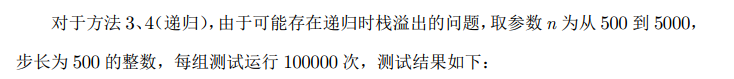 对于方法 3、4(递归)，由于可能存在递归时栈溢出的问题，取参数 n 为从 500 到 5000，
步长为 500 的整数，每组测试运行 100000 次，测试结果如下：